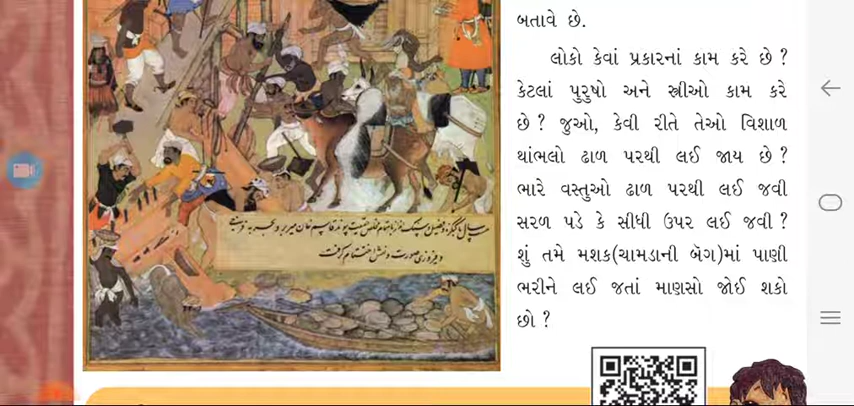 બતાવે છે.
લોકો કેવાં પ્રકારનાં કામ કરે છે ?
કેટલાં પુરુષો અને સ્ત્રીઓ કામ કરે
છે ? જુઓ, કેવી રીતે તેઓ વિશાળ
થાંભલો ઢાળ પરથી લઈ જાય છે ?
ભારે વસ્તુઓ ઢાળ પરથી લઈ જવી
સરળ પડે કે સીધી ઉપર લઈ જવી ?
શું તમે મશક(ચામડાની બૅગ)માં પાણી
ભરીને લઈ જતાં માણસો જોઈ શકો
છો ?